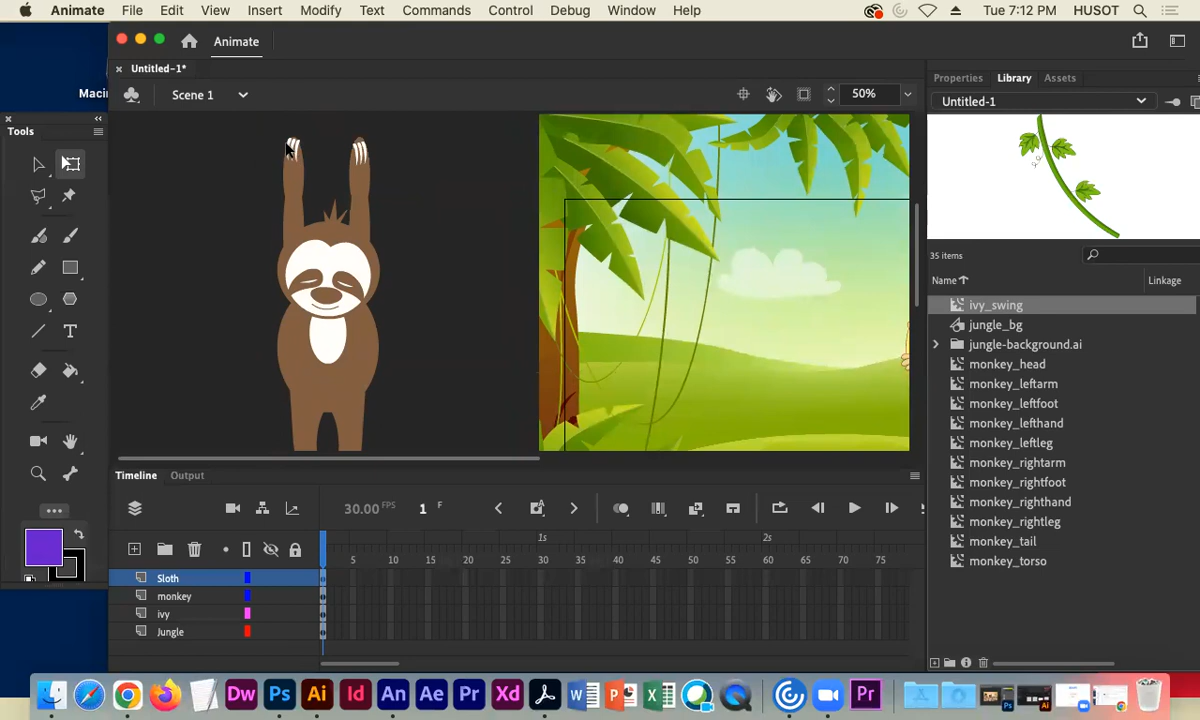 Animate File Edit View Insert Modify Text Commands Control Debug Window Help Tue 7:12 PM HUSOT
Animate
Untitled-1*
Macin
Scene 1 50%
Tools
Properties Library Assets
Untitled-1
35 items
Name Linkage
ivy_swing
jungle_bg
jungle-background.ai
monkey_head
monkey_leftarm
monkey_leftfoot
monkey_lefthand
monkey_leftleg
monkey_rightarm
monkey_rightfoot
monkey_righthand
monkey_rightleg
monkey_tail
monkey_torso
Timeline Output
30.00 FPS 1 F
1s 2s
5 10 15 20 25 30 35 40 45 50 55 60 65 70 75
Sloth
monkey
ivy
Jungle
Dw Ps Ai Id An Ae Pr Xd Pr